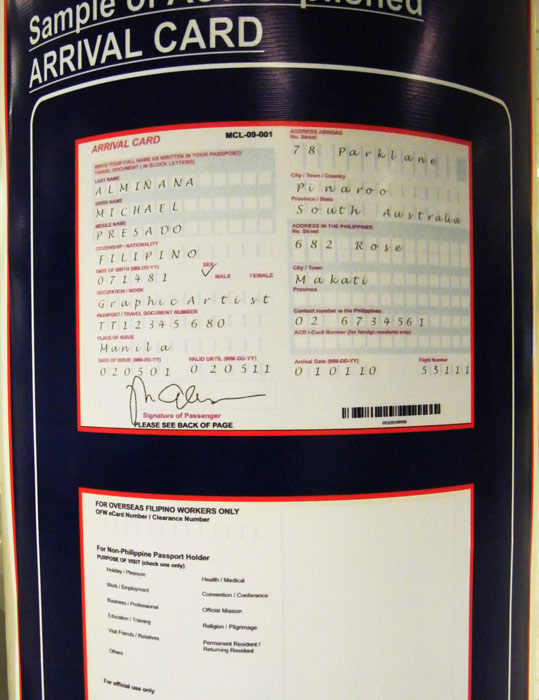 Sample of Accomplished
ARRIVAL CARD
ARRIVAL CARD
MCL-09-001
WRITE YOUR FULL NAME AS WRITTEN IN YOUR PASSPORT/
TRAVEL DOCUMENT (IN BLOCK LETTERS)
LAST NAME
ALMIÑANA
GIVEN NAME
MICHAEL
MIDDLE NAME
PRESADO
CITIZENSHIP / NATIONALITY
FILIPINO
DATE OF BIRTH (MM-DD-YY)
SEX
071481
MALE
FEMALE
OCCUPATION / WORK
Graphic Artist
PASSPORT / TRAVEL DOCUMENT NUMBER
TT12345680
PLACE OF ISSUE
Manila
DATE OF ISSUE (MM-DD-YY)
VALID UNTIL (MM-DD-YY)
020501
020511
Signature of Passenger
PLEASE SEE BACK OF PAGE
ADDRESS ABROAD
No. Street
78 Parklane
City / Town / Country
Pinaroo
Province / State
South Australia
ADDRESS IN THE PHILIPPINES
No. Street
682 Rose
City / Town
Makati
Province
Contact number in the Philippines
02 6734561
ACR I-Card Number (for foreign residents only)
Arrival Date (MM-DD-YY)
Flight Number
010110
55111
FOR OVERSEAS FILIPINO WORKERS ONLY
OFW eCard Number / Clearance Number
For Non-Philippine Passport Holder
PURPOSE OF VISIT (check one only)
Holiday / Pleasure
Work / Employment
Business / Professional
Education / Training
Visit Friends / Relatives
Others
Health / Medical
Convention / Conference
Official Mission
Religion / Pilgrimage
Permanent Resident /
Returning Resident
For official use only